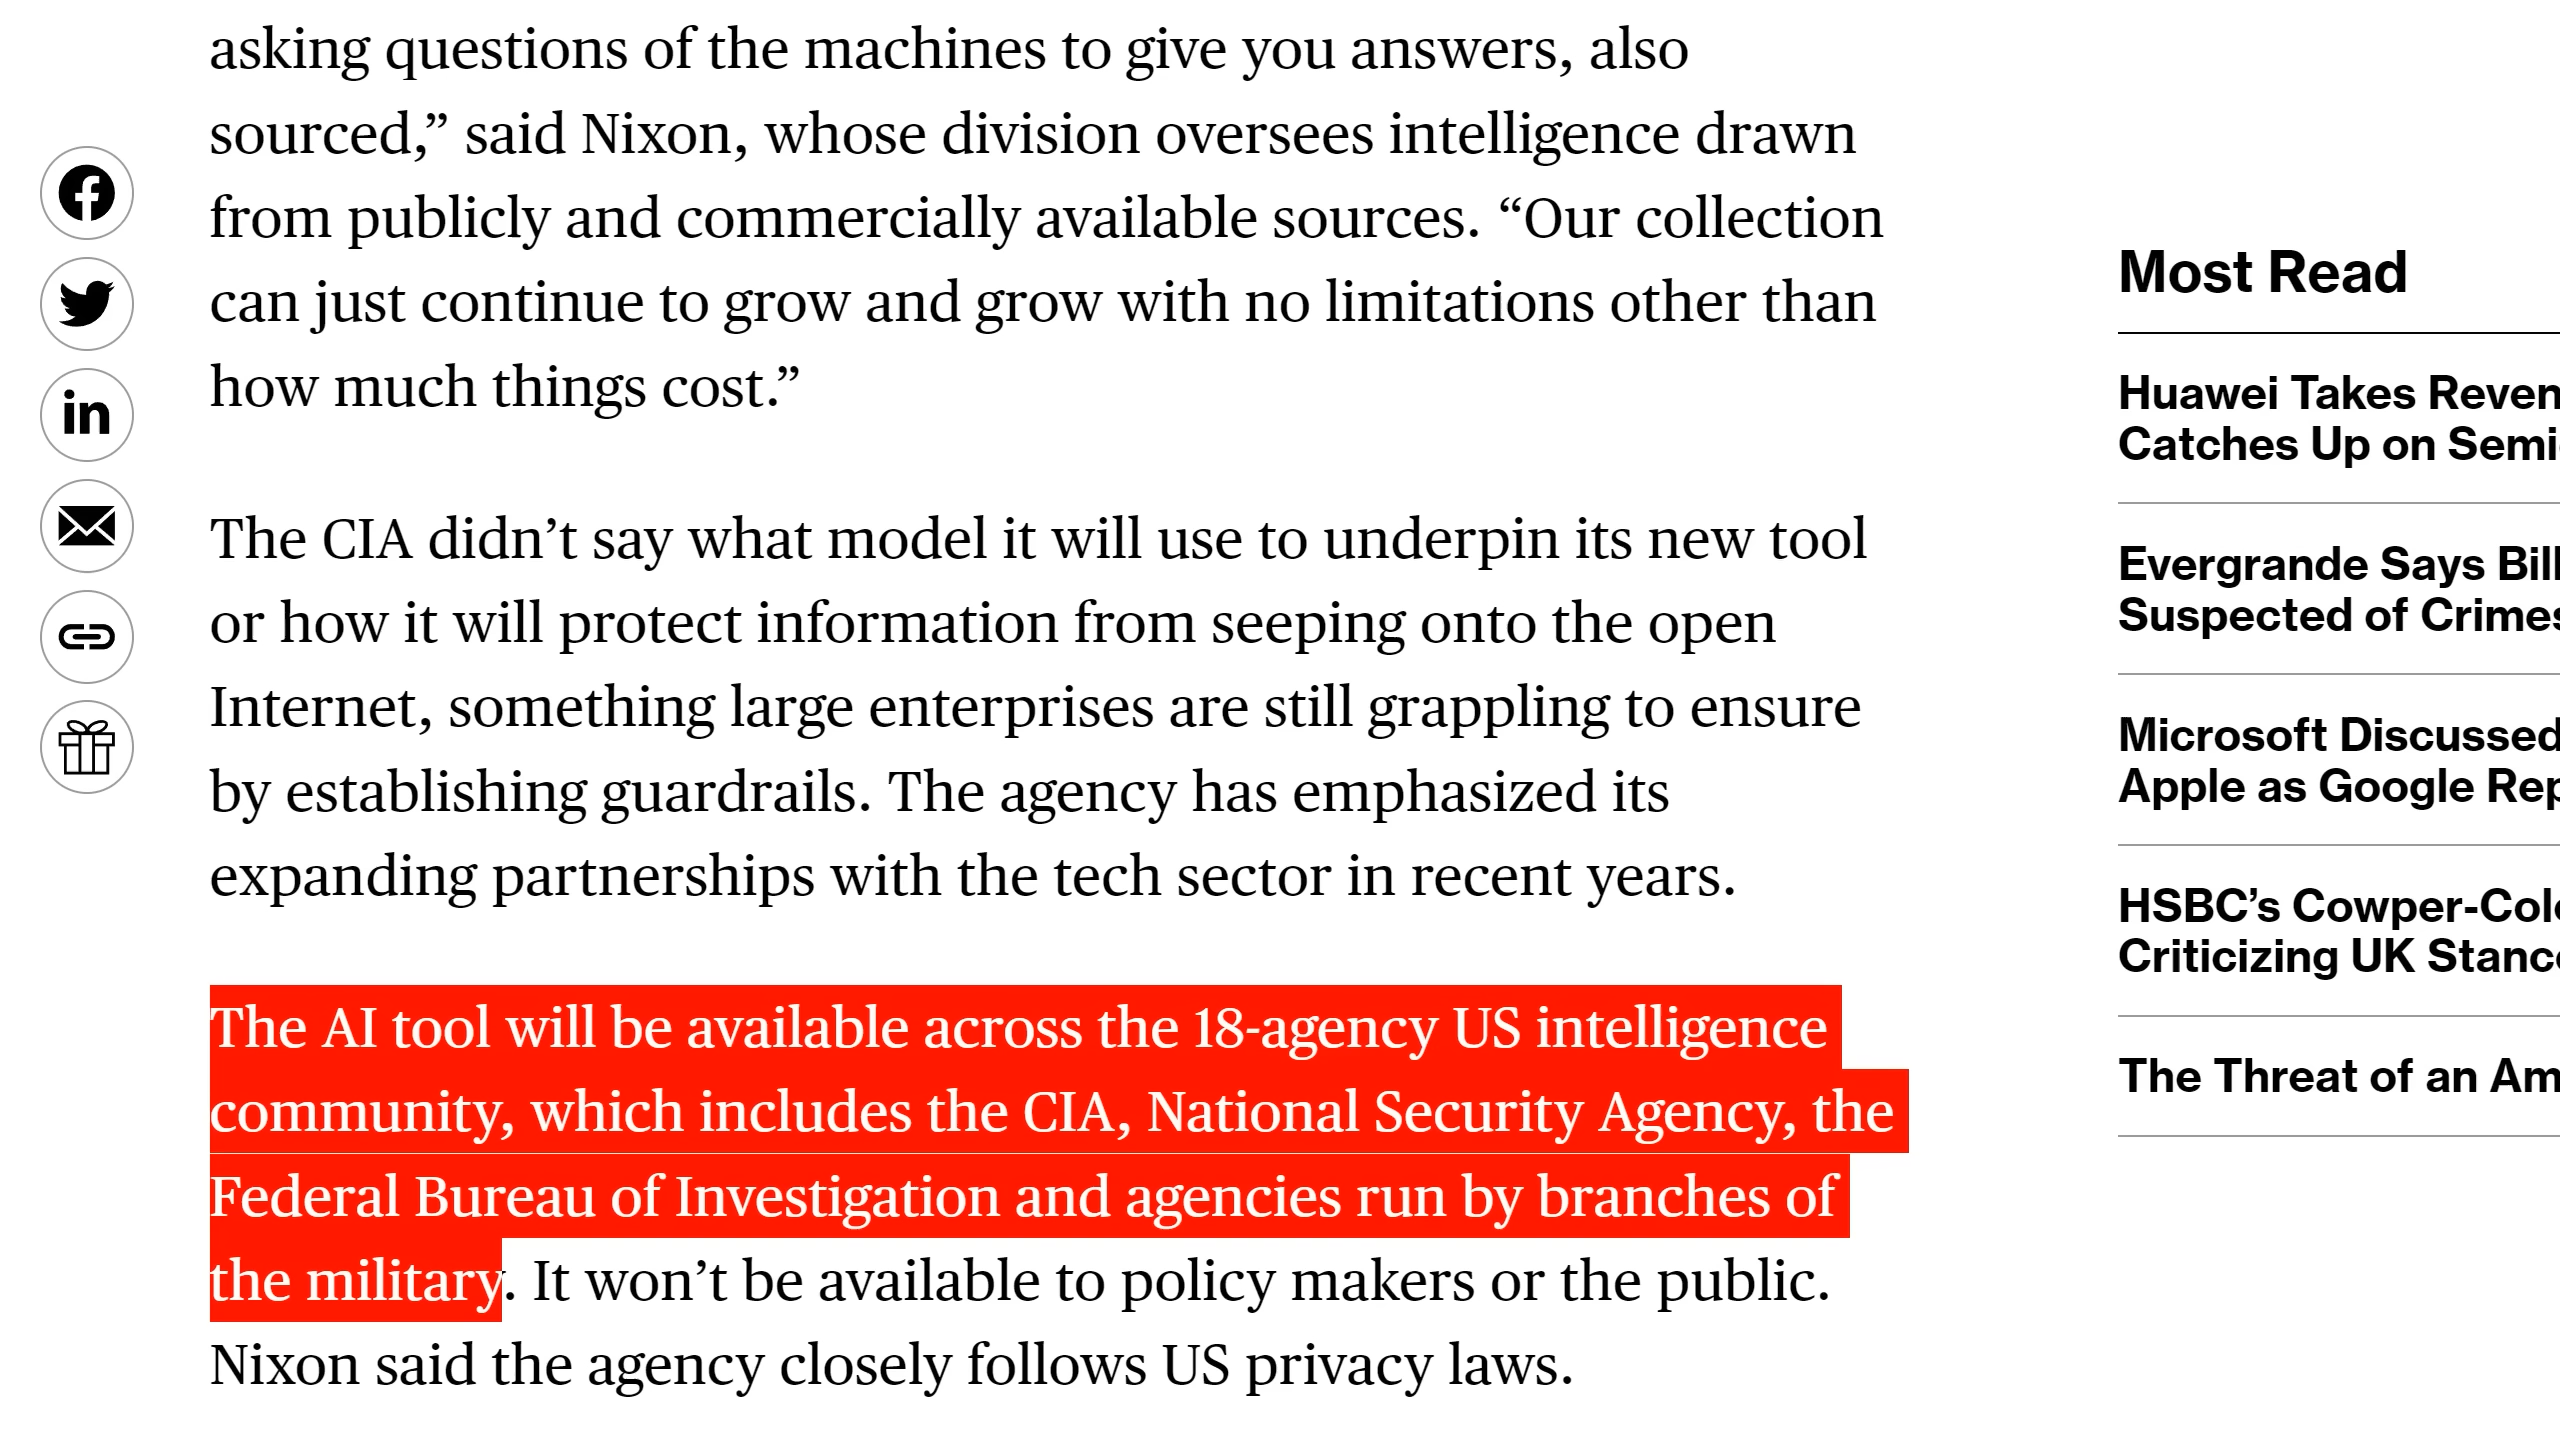 asking questions of the machines to give you answers, also
sourced,” said Nixon, whose division oversees intelligence drawn
from publicly and commercially available sources. “Our collection
can just continue to grow and grow with no limitations other than
how much things cost.”
The CIA didn’t say what model it will use to underpin its new tool
or how it will protect information from seeping onto the open
Internet, something large enterprises are still grappling to ensure
by establishing guardrails. The agency has emphasized its
expanding partnerships with the tech sector in recent years.
The AI tool will be available across the 18-agency US intelligence
community, which includes the CIA, National Security Agency, the
Federal Bureau of Investigation and agencies run by branches of
the military. It won’t be available to policy makers or the public.
Nixon said the agency closely follows US privacy laws.
Most Read
Huawei Takes Reven
Catches Up on Semi
Evergrande Says Bill
Suspected of Crimes
Microsoft Discussed
Apple as Google Rep
HSBC’s Cowper-Cole
Criticizing UK Stance
The Threat of an Am